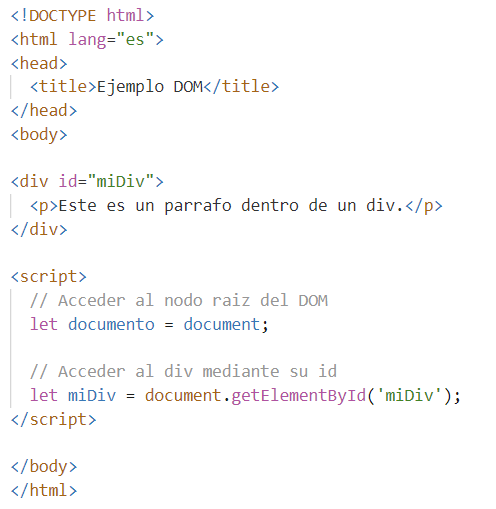 <!DOCTYPE html>
<html lang="es">
<head>
  <title>Ejemplo DOM</title>
</head>
<body>

<div id="miDiv">
  <p>Este es un parrafo dentro de un div.</p>
</div>

<script>
  // Acceder al nodo raiz del DOM
  let documento = document;

  // Acceder al div mediante su id
  let miDiv = document.getElementById('miDiv');
</script>

</body>
</html>